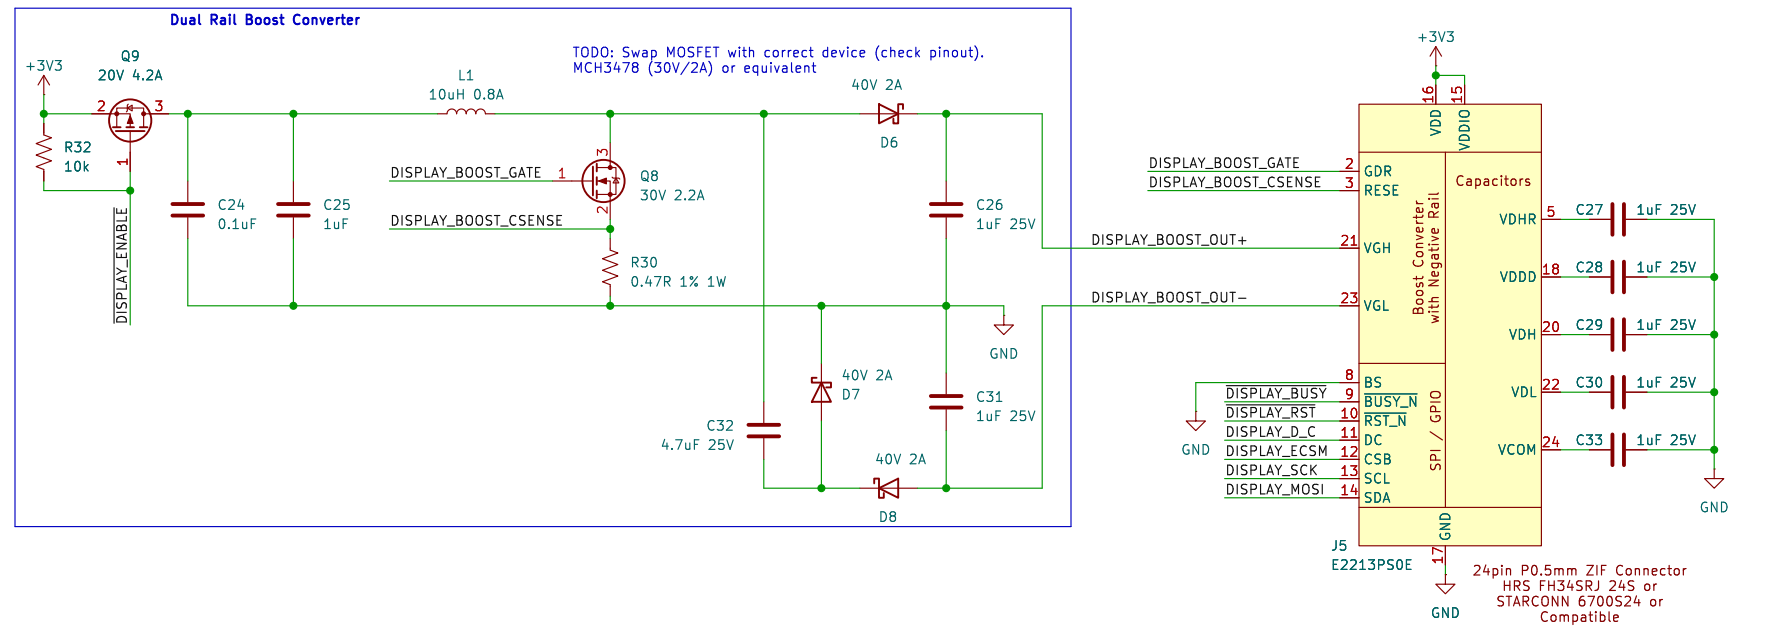 Dual Rail Boost Converter
TODO: Swap MOSFET with correct device (check pinout).
MCH3478 (30V/2A) or equivalent
+3V3
Q9
20V 4.2A
2
3
1
R32
10k
DISPLAY_ENABLE
C24
0.1uF
C25
1uF
L1
10uH 0.8A
DISPLAY_BOOST_GATE
1
3
2
Q8
30V 2.2A
DISPLAY_BOOST_CSENSE
R30
0.47R 1% 1W
40V 2A
D6
C26
1uF 25V
GND
40V 2A
D7
C31
1uF 25V
C32
4.7uF 25V
40V 2A
D8
DISPLAY_BOOST_OUT+
DISPLAY_BOOST_OUT-
+3V3
16
15
VDD
VDDIO
DISPLAY_BOOST_GATE
2
GDR
DISPLAY_BOOST_CSENSE
3
RESE
21
VGH
23
VGL
Boost Converter
with Negative Rail
Capacitors
VDHR
5
C27
1uF 25V
VDDD
18
C28
1uF 25V
VDH
20
C29
1uF 25V
VDL
22
C30
1uF 25V
VCOM
24
C33
1uF 25V
GND
GND
8
BS
DISPLAY_BUSY
9
BUSY_N
DISPLAY_RST
10
RST_N
DISPLAY_D_C
11
DC
DISPLAY_ECSM
12
CSB
DISPLAY_SCK
13
SCL
DISPLAY_MOSI
14
SDA
SPI / GPIO
GND
17
GND
J5
E2213PS0E
24pin P0.5mm ZIF Connector
HRS FH34SRJ 24S or
STARCONN 6700S24 or
Compatible